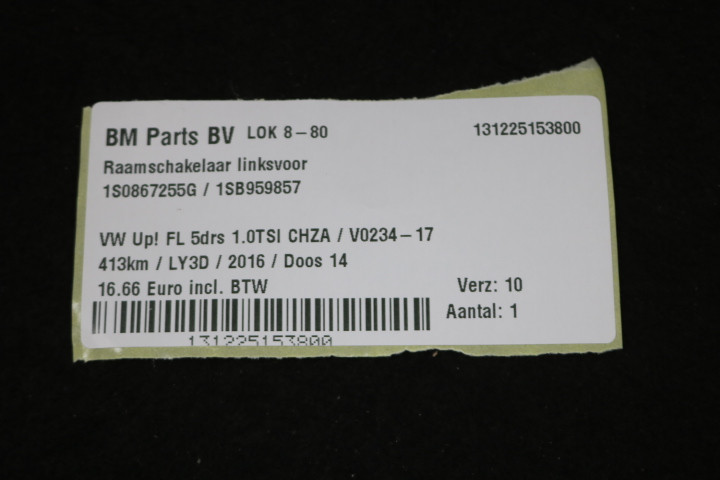 BM Parts BV LOK 8-80 131225153800
Raamschakelaar linksvoor
1S0867255G / 1SB959857
VW Up! FL 5drs 1.0TSI CHZA / V0234-17
413km / LY3D / 2016 / Doos 14
16.66 Euro incl. BTW Verz: 10
Aantal: 1
131225153800